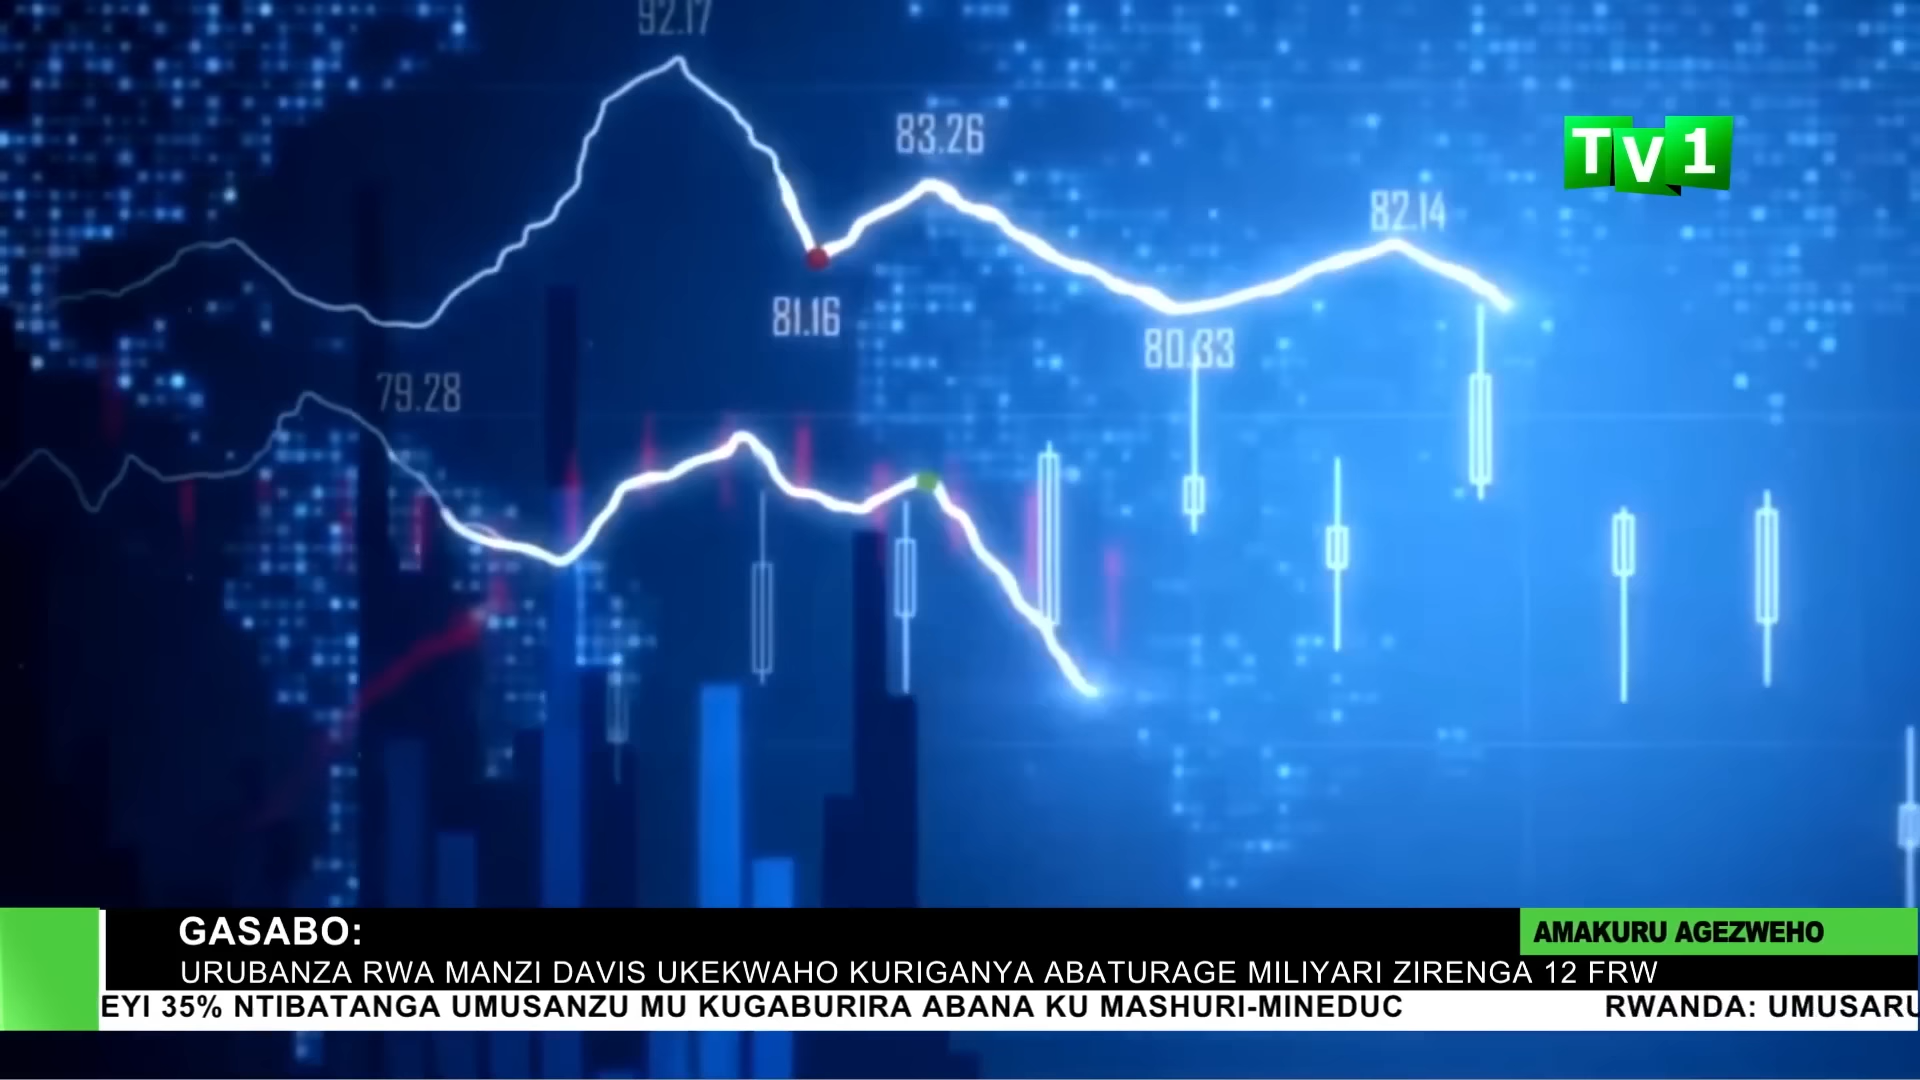 92.17
83.26
TV1
82.14
81.16
80.33
79.28
GASABO:
AMAKURU AGEZWEHO
URUBANZA RWA MANZI DAVIS UKEKWAHO KURIGANYA ABATURAGE MILIYARI ZIRENGA 12 FRW
EYI 35% NTIBATANGA UMUSANZU MU KUGABURIRA ABANA KU MASHURI-MINEDUC RWANDA: UMUSARU